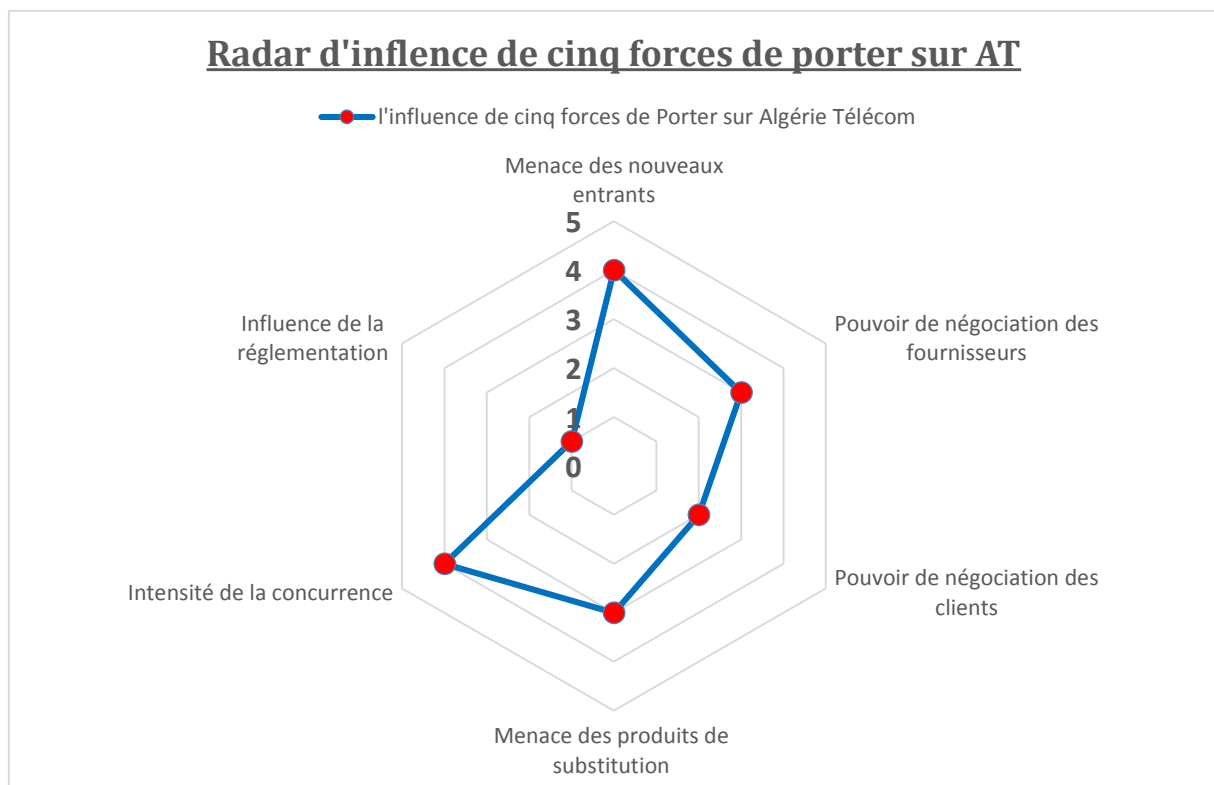 Radar d'inflence de cinq forces de porter sur AT
l'influence de cinq forces de Porter sur Algérie Télécom
Menace des nouveaux
entrants
5
4
3
2
1
0
Influence de la
réglementation
Pouvoir de négociation des
fournisseurs
Intensité de la concurrence
Pouvoir de négociation des
clients
Menace des produits de
substitution